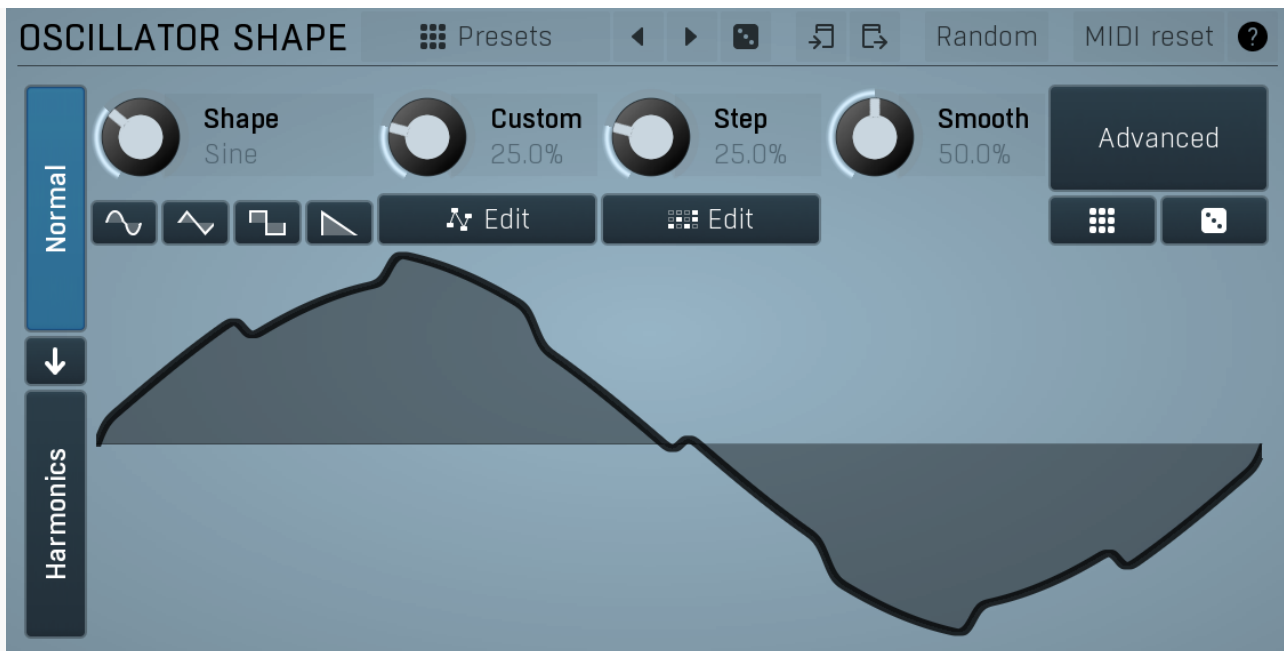 OSCILLATOR SHAPE Presets Random MIDI reset ?
Normal
Shape
Sine
Custom
25.0%
Step
25.0%
Smooth
50.0%
Advanced
Edit
Edit
Harmonics